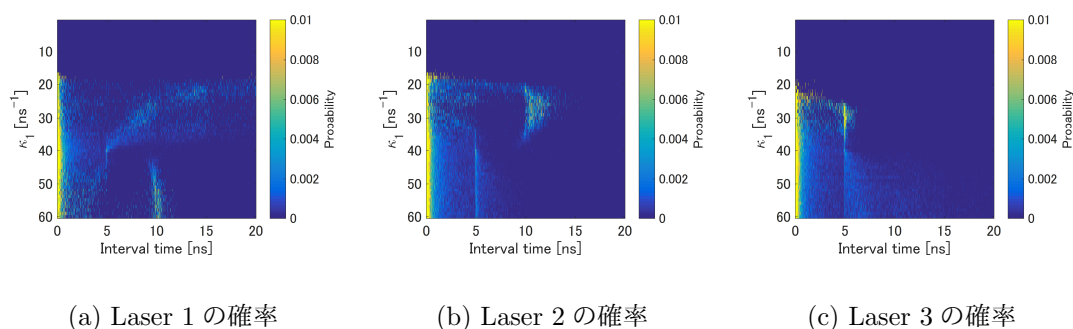 0.01
0.008
0.006
0.004
0.002
0
Probability
10
20
30
40
50
60
κ₁ [ns⁻¹]
0 5 10 15 20
Interval time [ns]
0.01
0.008
0.006
0.004
0.002
0
Probability
10
20
30
40
50
60
κ₁ [ns⁻¹]
0 5 10 15 20
Interval time [ns]
0.01
0.008
0.006
0.004
0.002
0
Probability
10
20
30
40
50
60
κ₁ [ns⁻¹]
0 5 10 15 20
Interval time [ns]
(a) Laser 1 の確率
(b) Laser 2 の確率
(c) Laser 3 の確率